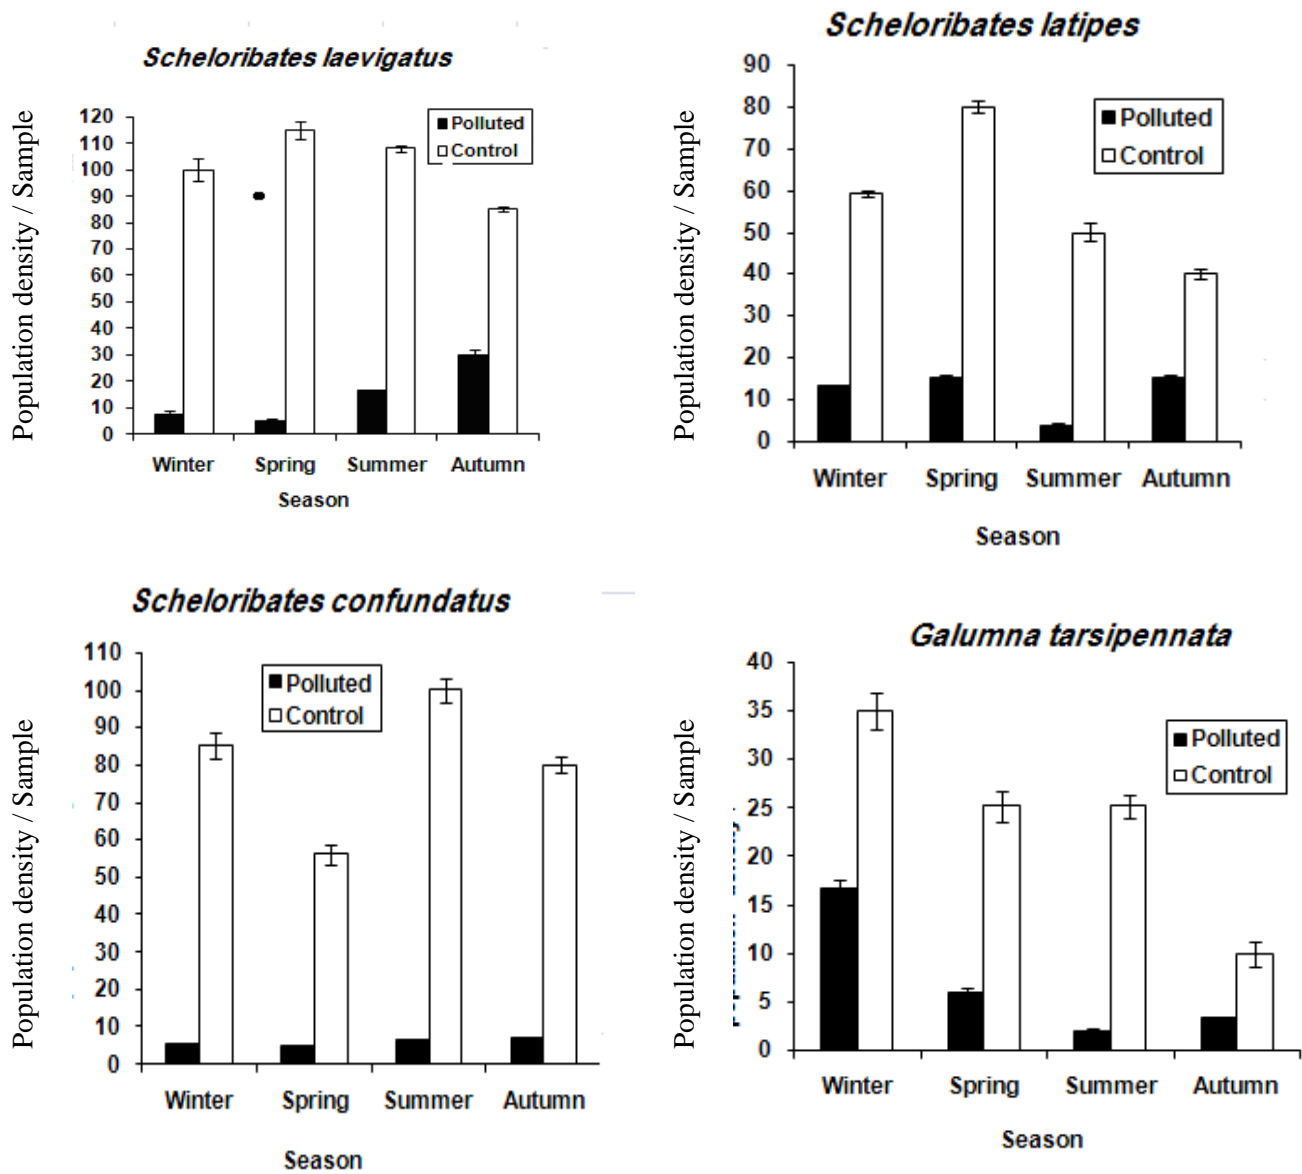 Scheloribates laevigatus
Population density / Sample
120
110
100
90
80
70
60
50
40
30
20
10
0
Polluted
Control
Winter Spring Summer Autumn
Season
Scheloribates latipes
Population density / Sample
90
80
70
60
50
40
30
20
10
0
Polluted
Control
Winter Spring Summer Autumn
Season
Scheloribates confundatus
Population density / Sample
110
100
90
80
70
60
50
40
30
20
10
0
Polluted
Control
Winter Spring Summer Autumn
Season
Galumna tarsipennata
Population density / Sample
40
35
30
25
20
15
10
5
0
Polluted
Control
Winter Spring Summer Autumn
Season